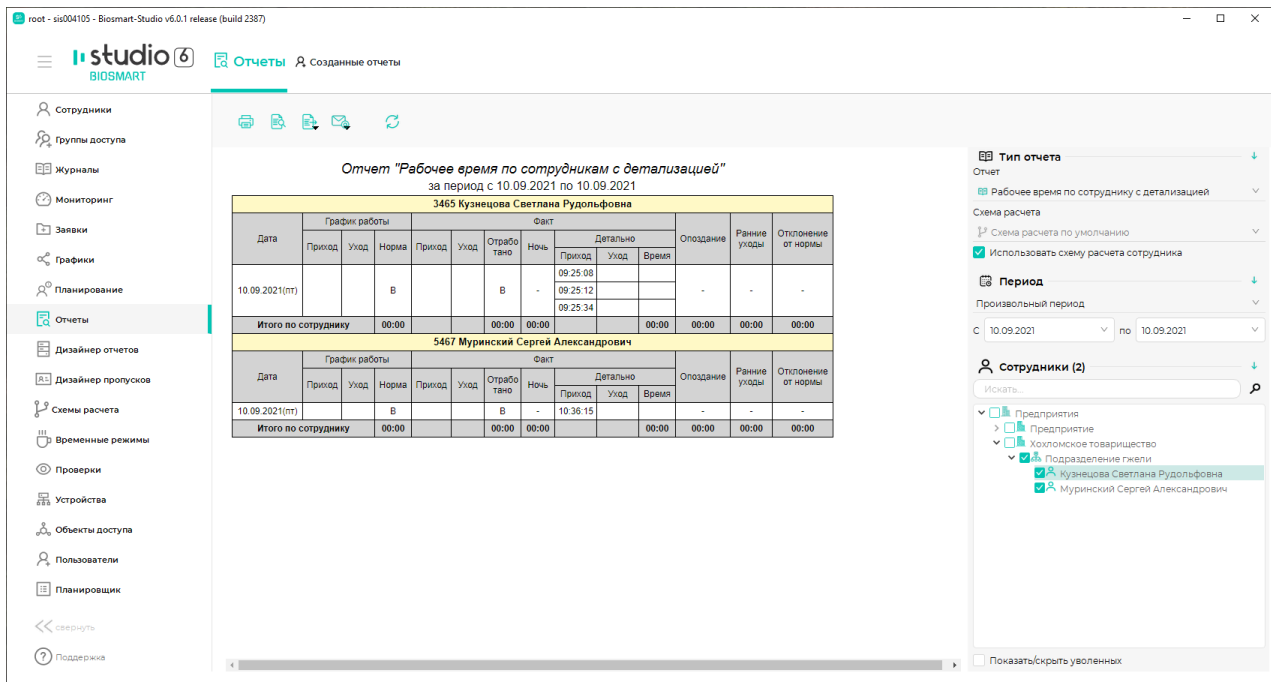 root - sis004105 - Biosmart-Studio v6.0.1 release (build 2387)
studio 6
BIOSMART
Отчеты
Созданные отчеты
Сотрудники
Группы доступа
Журналы
Мониторинг
Заявки
Графики
Планирование
Отчеты
Дизайнер отчетов
Дизайнер пропусков
Схемы расчета
Временные режимы
Проверки
Устройства
Объекты доступа
Пользователи
Планировщик
свернуть
Поддержка
Отчет "Рабочее время по сотрудникам с детализацией"
за период с 10.09.2021 по 10.09.2021
3465 Кузнецова Светлана Рудольфовна
Дата График работы Факт Опоздание Ранние уходы Отклонение от нормы
Приход Уход Норма Приход Уход Отрабо тано Ночь Детально
Приход Уход Время
09:25:08
10.09.2021(пт) В В - 09:25:12 - - -
09:25:34
Итого по сотруднику 00:00 00:00 00:00 00:00 00:00 00:00 00:00
5467 Муринский Сергей Александрович
Дата График работы Факт Опоздание Ранние уходы Отклонение от нормы
Приход Уход Норма Приход Уход Отрабо тано Ночь Детально
Приход Уход Время
10.09.2021(пт) В В - 10:36:15 - - -
Итого по сотруднику 00:00 00:00 00:00 00:00 00:00 00:00 00:00
Тип отчета
Отчет
Рабочее время по сотруднику с детализацией
Схема расчета
Схема расчета по умолчанию
Использовать схему расчета сотрудника
Период
Произвольный период
С 10.09.2021 по 10.09.2021
Сотрудники (2)
Искать...
Предприятия
Предприятие
Хохломское товарищество
Подразделение гжели
Кузнецова Светлана Рудольфовна
Муринский Сергей Александрович
Показать/скрыть уволенных